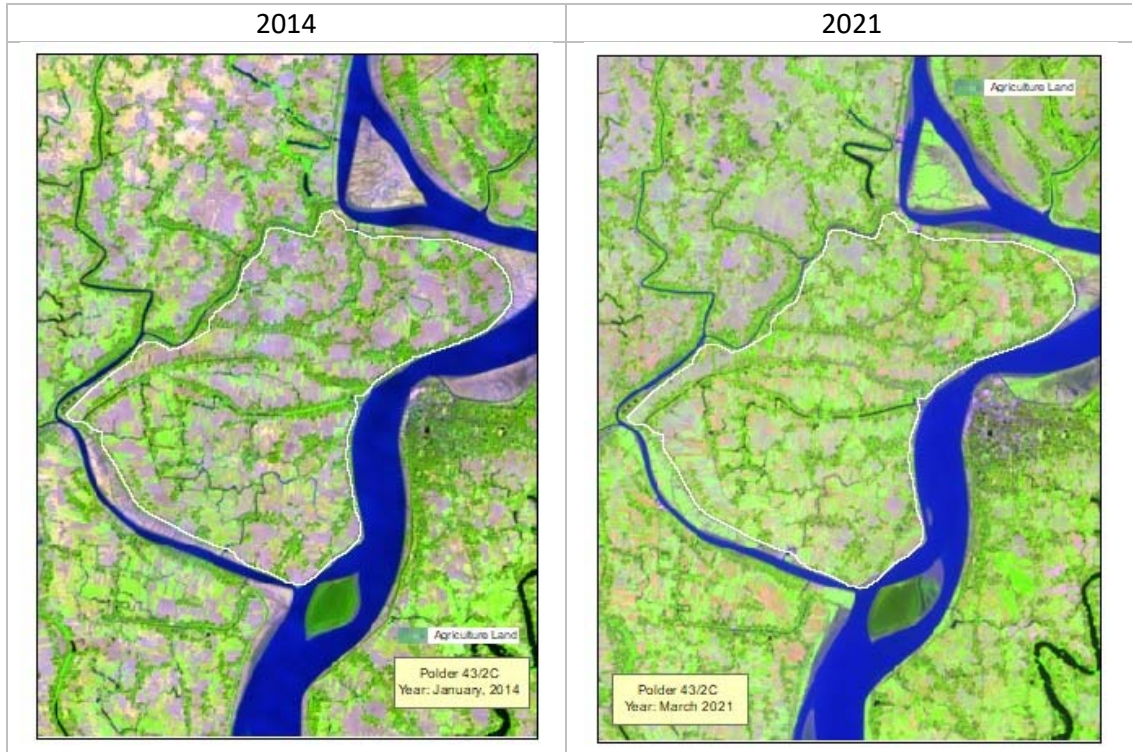 2014
2021
Agriculture Land
Polder 43/2C
Year: January, 2014
Agriculture Land
Polder 43/2C
Year: March 2021